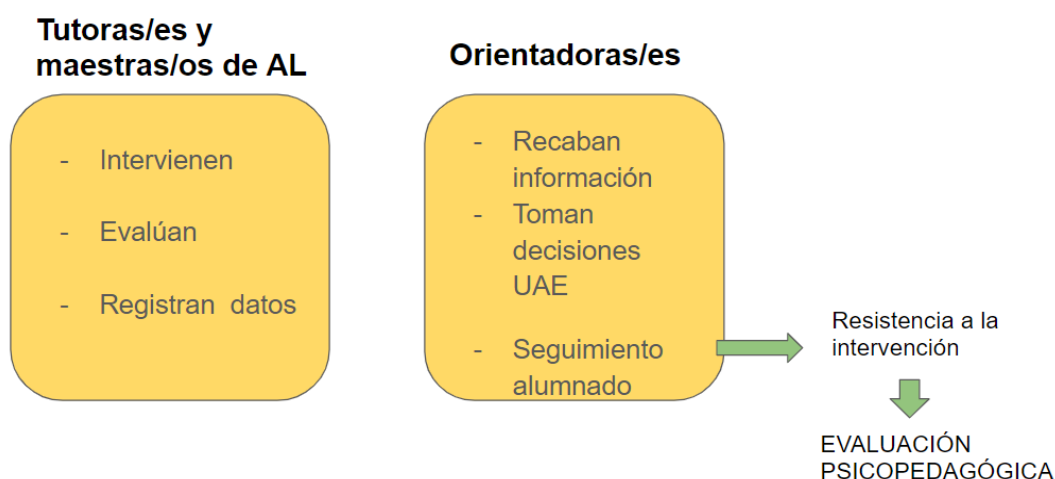 Tutoras/es y
maestras/os de AL
- Intervienen
- Evalúan
- Registran datos
Orientadoras/es
- Recaban
información
- Toman
decisiones
UAE
- Seguimiento
alumnado
Resistencia a la
intervención
EVALUACIÓN
PSICOPEDAGÓGICA